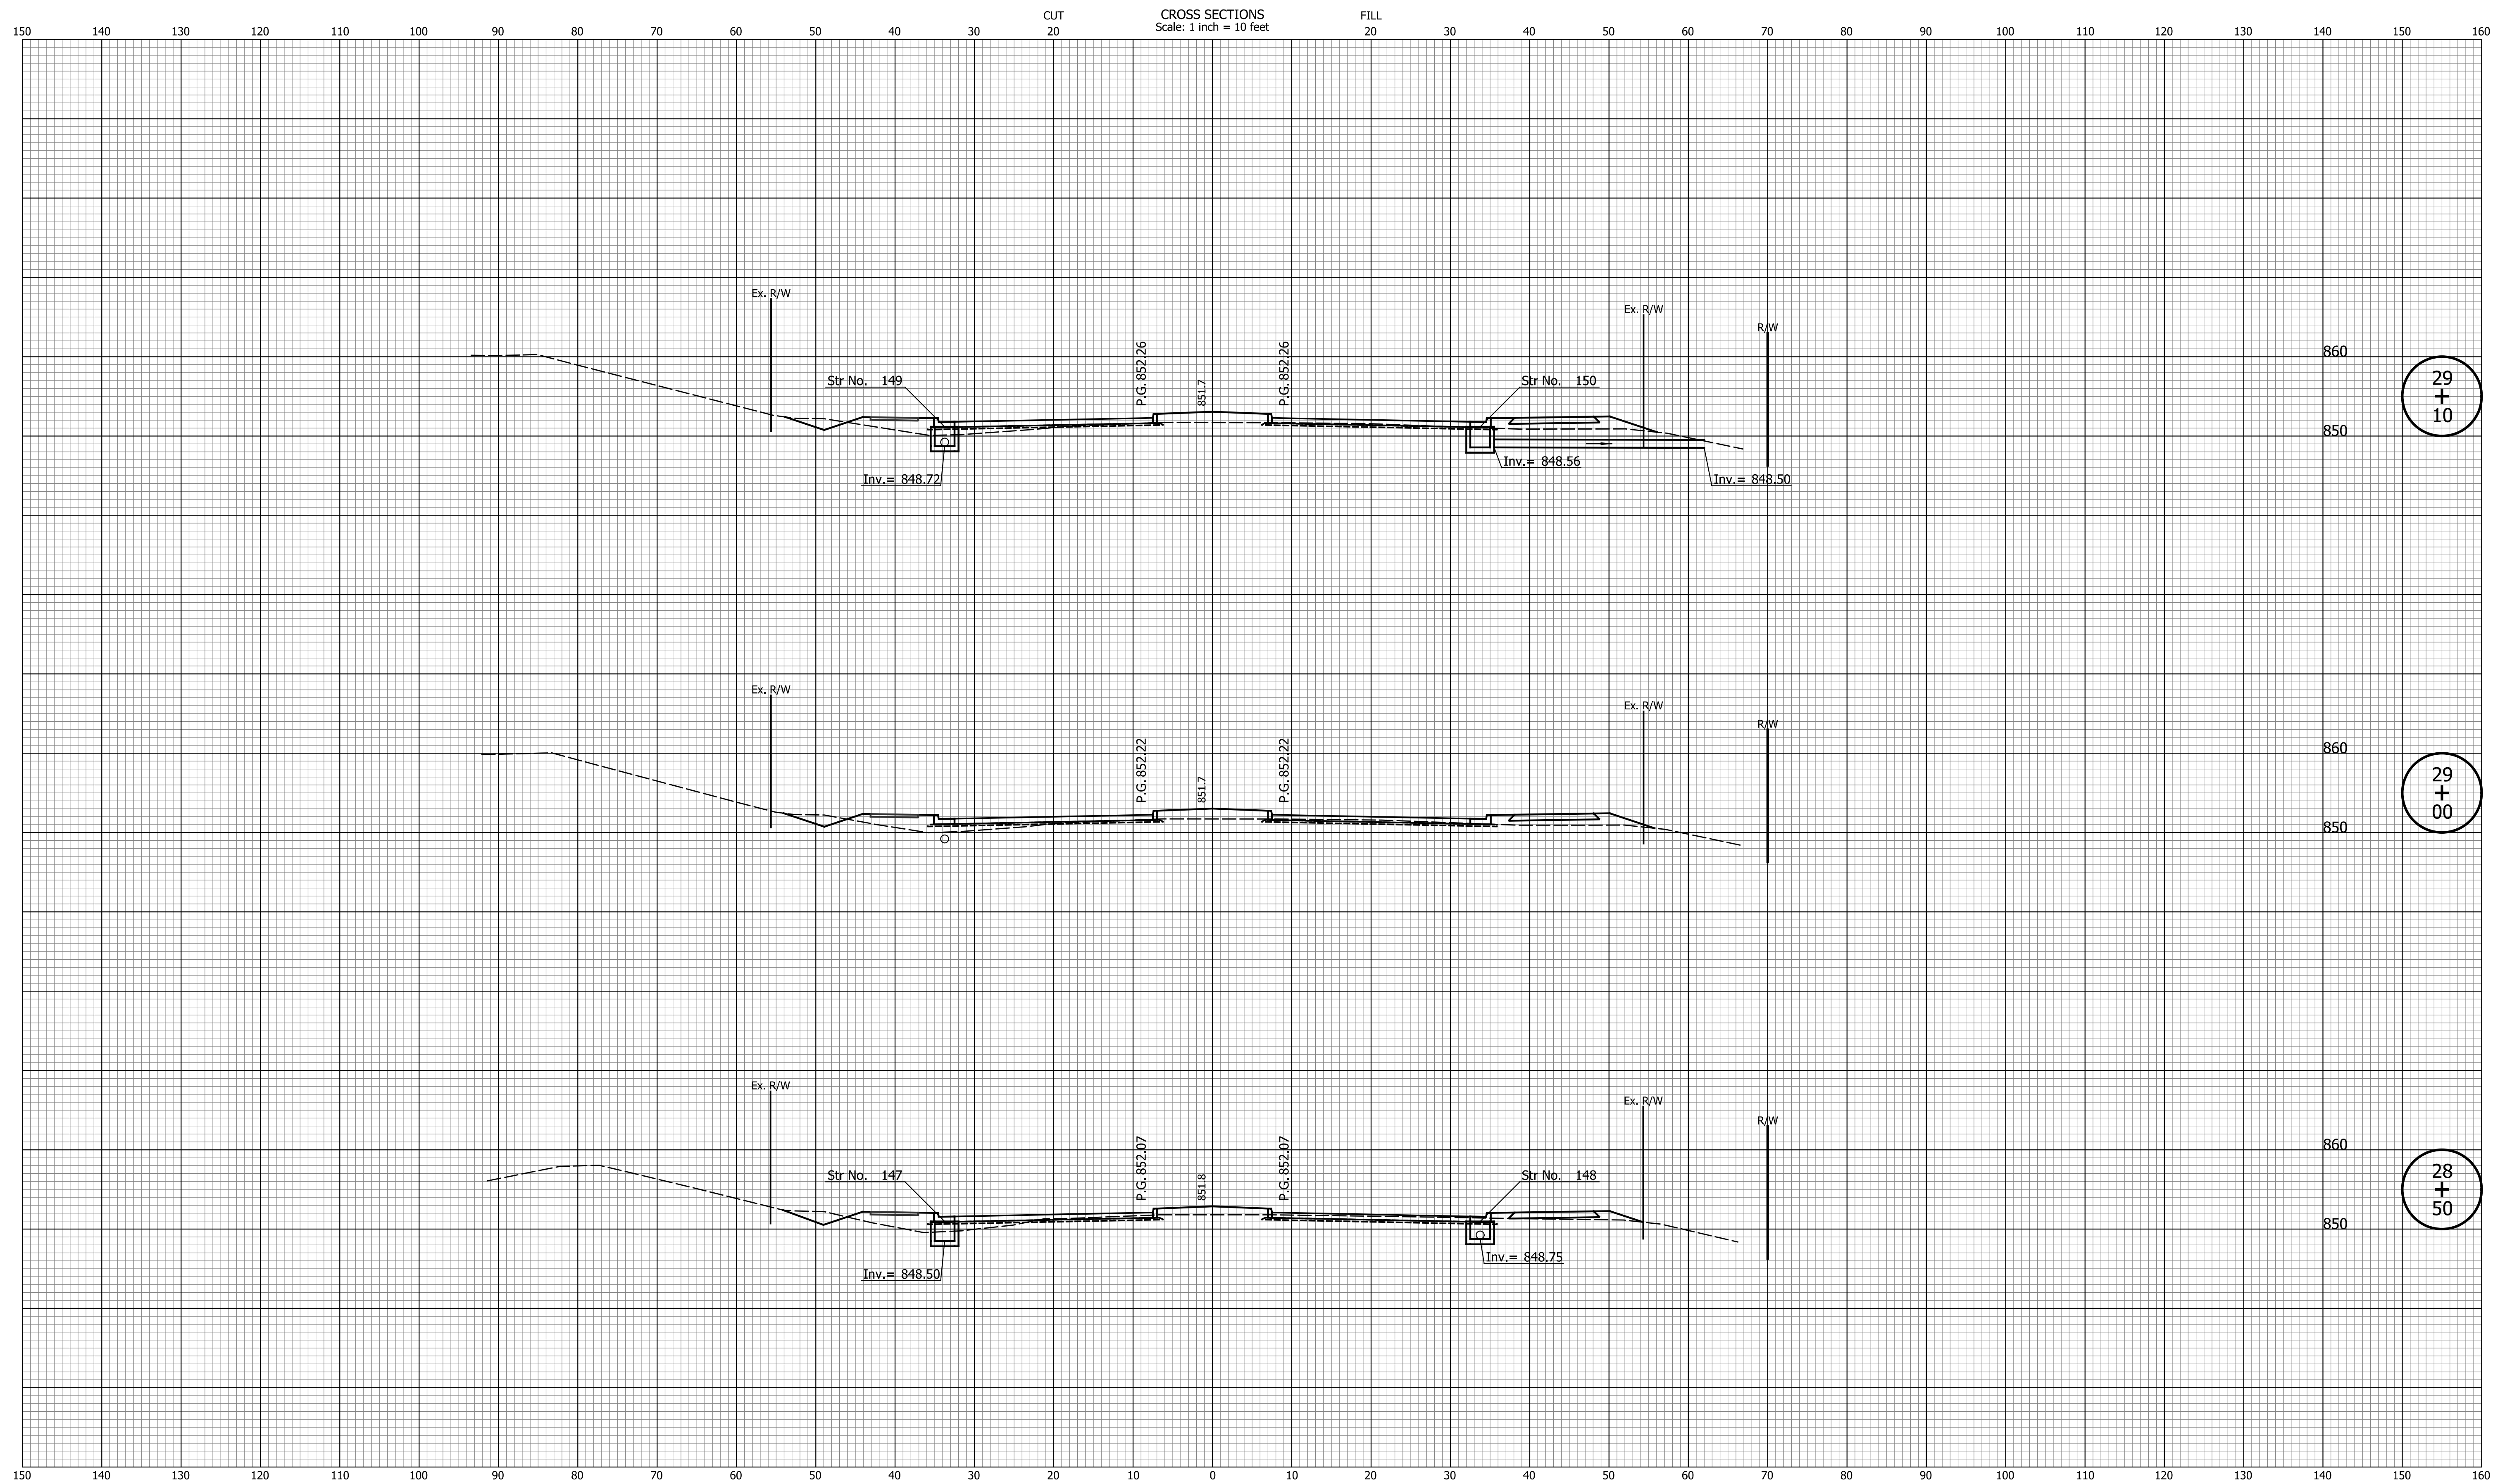 CUT CROSS SECTIONS FILL
Scale: 1 inch = 10 feet
150 140 130 120 110 100 90 80 70 60 50 40 30 20 20 30 40 50 60 70 80 90 100 110 120 130 140 150 160
Ex. R/W
Ex. R/W
R/W
P.G. 852.26
851.7
P.G. 852.26
860
29
+
10
Str No. 149
Str No. 150
850
Inv.= 848.56
Inv.= 848.72
Inv.= 848.50
Ex. R/W
Ex. R/W
R/W
P.G. 852.22
851.7
P.G. 852.22
860
29
+
00
850
Ex. R/W
Ex. R/W
R/W
P.G. 852.07
851.8
P.G. 852.07
860
28
+
50
Str No. 147
Str No. 148
850
Inv.= 848.75
Inv.= 848.50
150 140 130 120 110 100 90 80 70 60 50 40 30 20 10 0 10 20 30 40 50 60 70 80 90 100 110 120 130 140 150 160